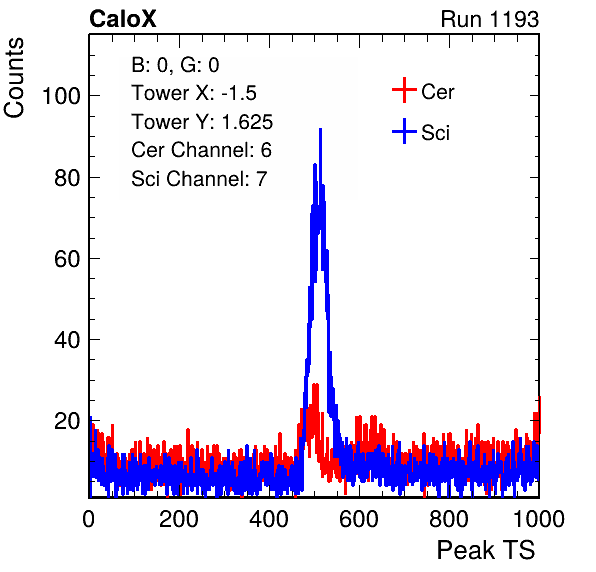 CaloX Run 1193
Counts
B: 0, G: 0
Tower X: -1.5
Tower Y: 1.625
Cer Channel: 6
Sci Channel: 7
Cer
Sci
100
80
60
40
20
0 200 400 600 800 1000
Peak TS